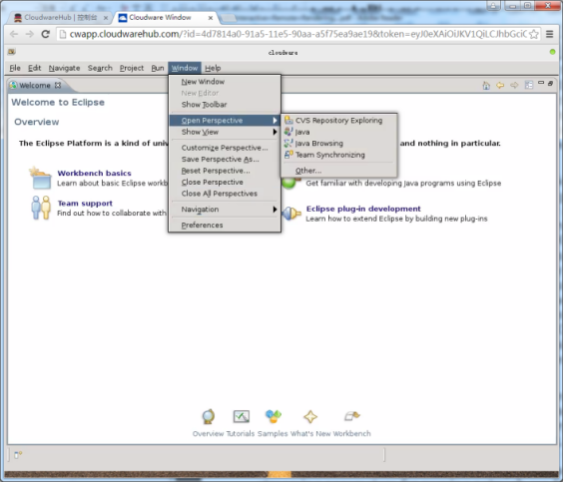 CloudwareHub | 控制台
Cloudware Window
cwapp.cloudwarehub.com/?id=4d7814a0-91a5-11e5-90aa-a5f75ea9ae19&token=eyJ0eXAiOiJKV1QiLCJhbGciO
cloudware
File Edit Navigate Search Project Run Window Help
Welcome
New Window
New Editor
Show Toolbar
Open Perspective
Show View
Customize Perspective...
Save Perspective As...
Reset Perspective...
Close Perspective
Close All Perspectives
Navigation
Preferences
CVS Repository Exploring
Java
Java Browsing
Team Synchronizing
Other...
Welcome to Eclipse
Overview
The Eclipse Platform is a kind of univ
and nothing in particular.
Workbench basics
Learn about basic Eclipse workb
Get familiar with developing Java programs using Eclipse
Team support
Find out how to collaborate with
Eclipse plug-in development
Learn how to extend Eclipse by building new plug-ins
Overview Tutorials Samples What's New Workbench